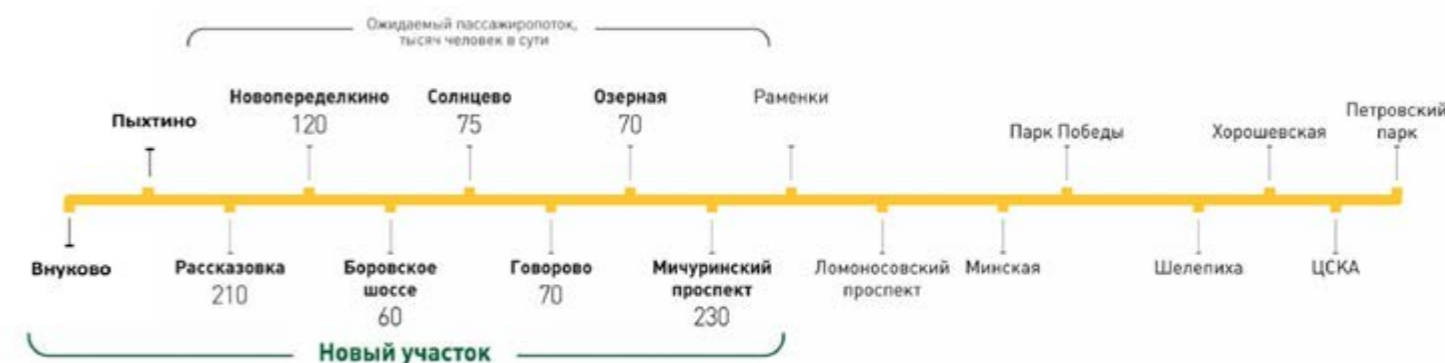 Ожидаемый пассажиропоток,
тысяч человек в сути
Новопеределкино
120
Солнцево
75
Озерная
70
Раменки
Пыхтино
Парк Победы
Хорошевская
Петровский
парк
Внуково
Рассказовка
210
Боровское
шоссе
60
Говорово
70
Мичуринский
проспект
230
Ломоносовский
проспект
Минская
Шелепиха
ЦСКА
Новый участок